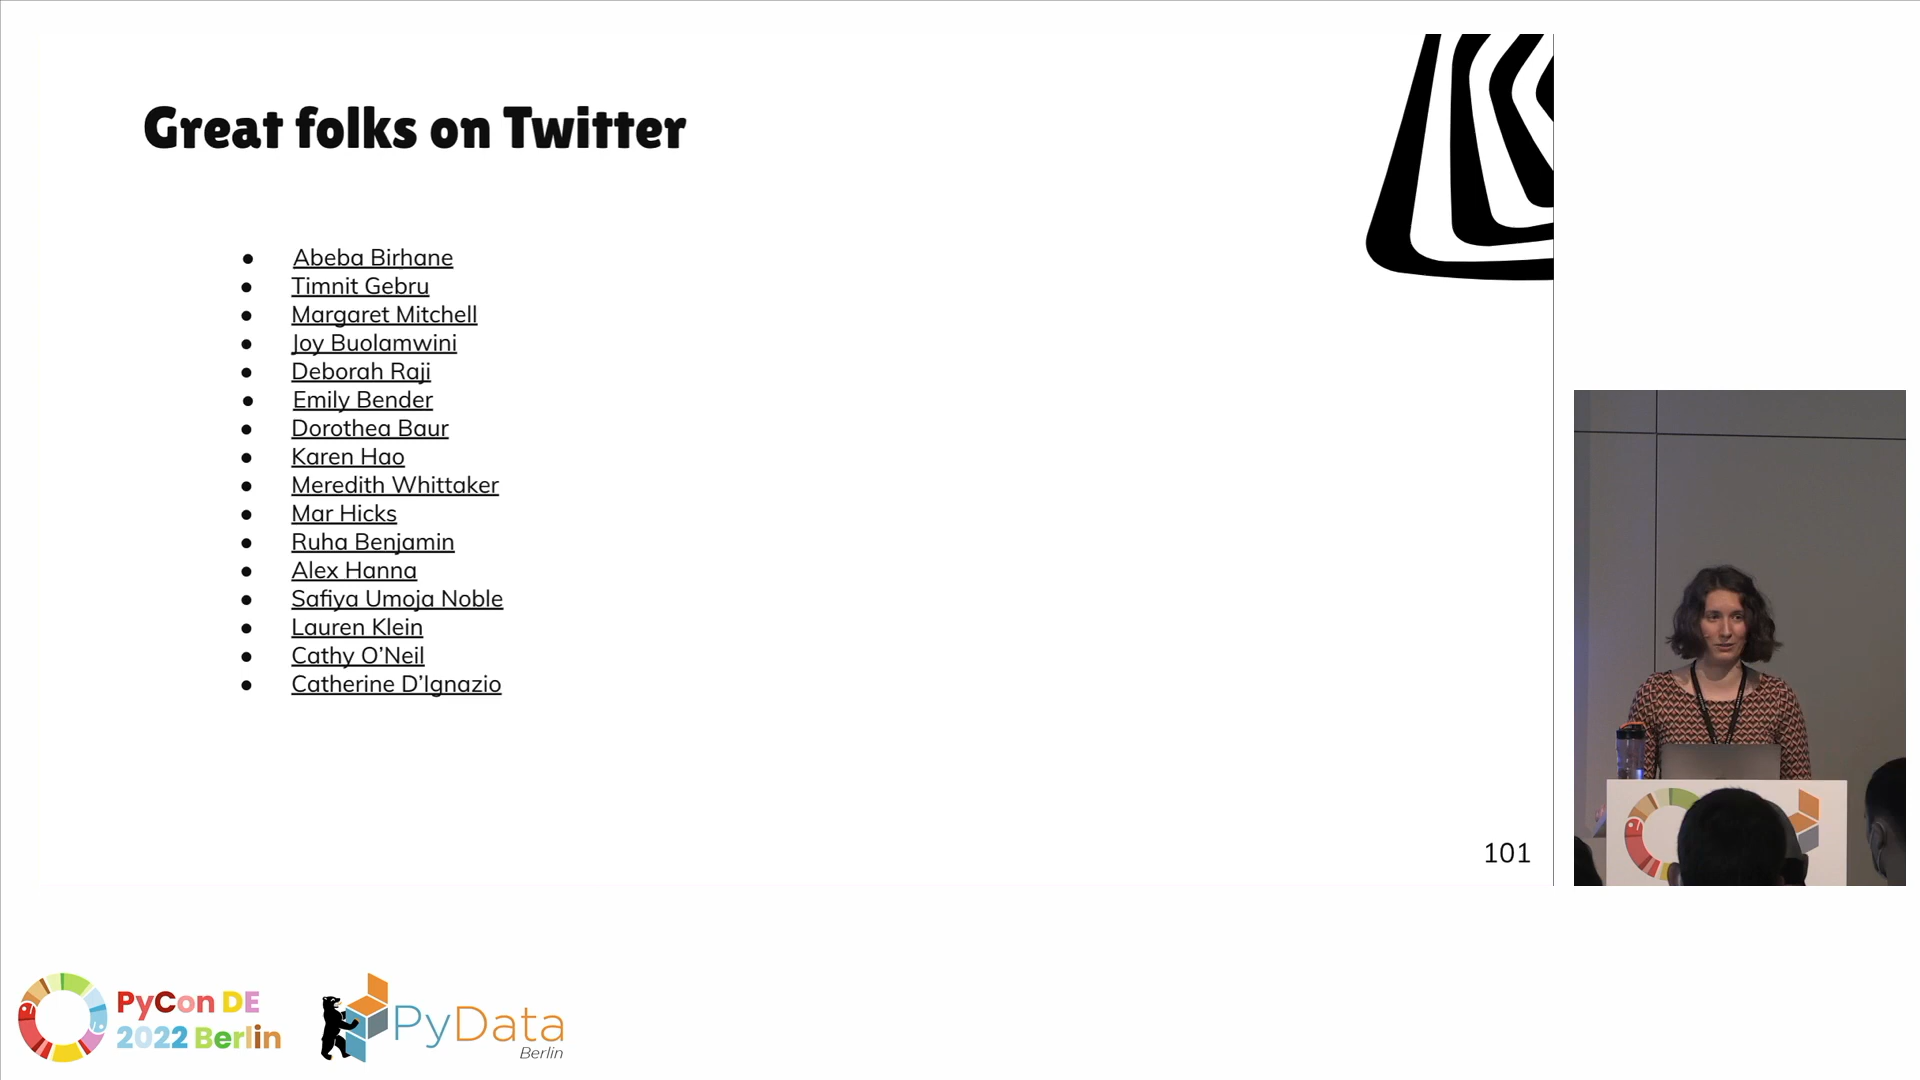 Great folks on Twitter
● Abeba Birhane
● Timnit Gebru
● Margaret Mitchell
● Joy Buolamwini
● Deborah Raji
● Emily Bender
● Dorothea Baur
● Karen Hao
● Meredith Whittaker
● Mar Hicks
● Ruha Benjamin
● Alex Hanna
● Safiya Umoja Noble
● Lauren Klein
● Cathy O’Neil
● Catherine D’Ignazio
101
PyCon DE
2022 Berlin
PyData
Berlin